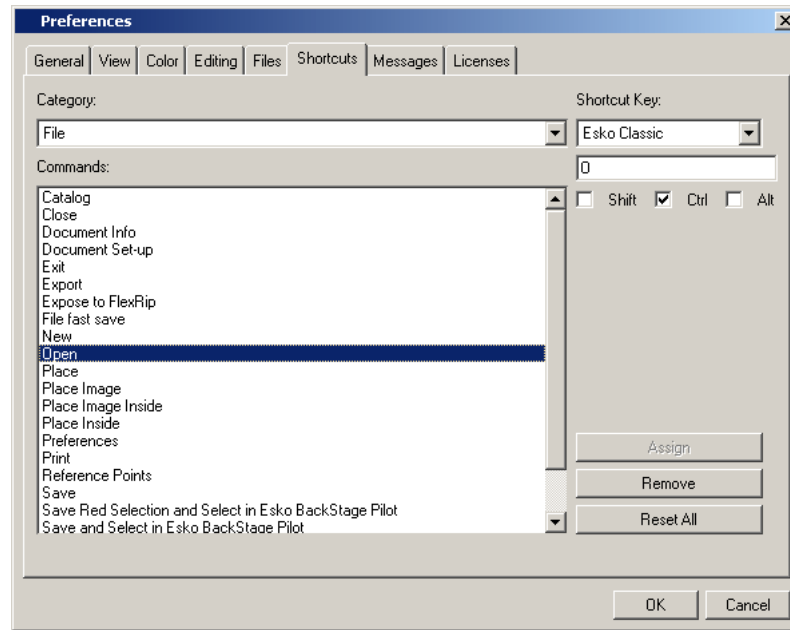 Preferences
General View Color Editing Files Shortcuts Messages Licenses
Category:
File
Commands:
Catalog
Close
Document Info
Document Set-up
Exit
Export
Expose to FlexRip
File fast save
New
Open
Place
Place Image
Place Image Inside
Place Inside
Preferences
Print
Reference Points
Save
Save Red Selection and Select in Esko BackStage Pilot
Save and Select in Esko BackStage Pilot
Shortcut Key:
Esko Classic
O
Shift Ctrl Alt
Assign
Remove
Reset All
OK Cancel